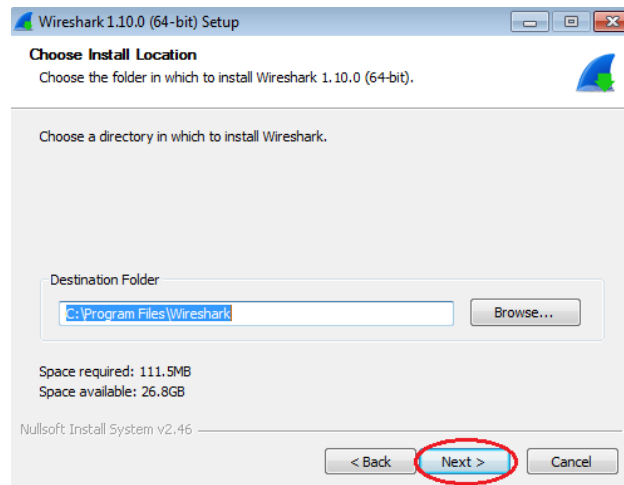 Wireshark 1.10.0 (64-bit) Setup
Choose Install Location
Choose the folder in which to install Wireshark 1.10.0 (64-bit).
Choose a directory in which to install Wireshark.
Destination Folder
C:\Program Files\Wireshark
Browse...
Space required: 111.5MB
Space available: 26.8GB
Nullsoft Install System v2.46
< Back
Next >
Cancel